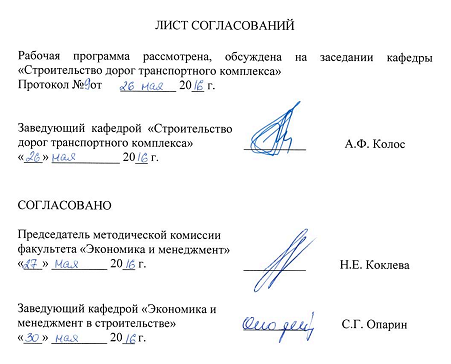 ЛИСТ СОГЛАСОВАНИЙ
Рабочая программа рассмотрена, обсуждена на заседании кафедры
«Строительство дорог транспортного комплекса»
Протокол №9от 26 мая 2016 г.
Заведующий кафедрой «Строительство
дорог транспортного комплекса» А.Ф. Колос
«26» мая 2016 г.
СОГЛАСОВАНО
Председатель методической комиссии
факультета «Экономика и менеджмент»
«27» мая 2016 г. Н.Е. Коклева
Заведующий кафедрой «Экономика и
менеджмент в строительстве» С.Г. Опарин
«30» мая 2016 г.